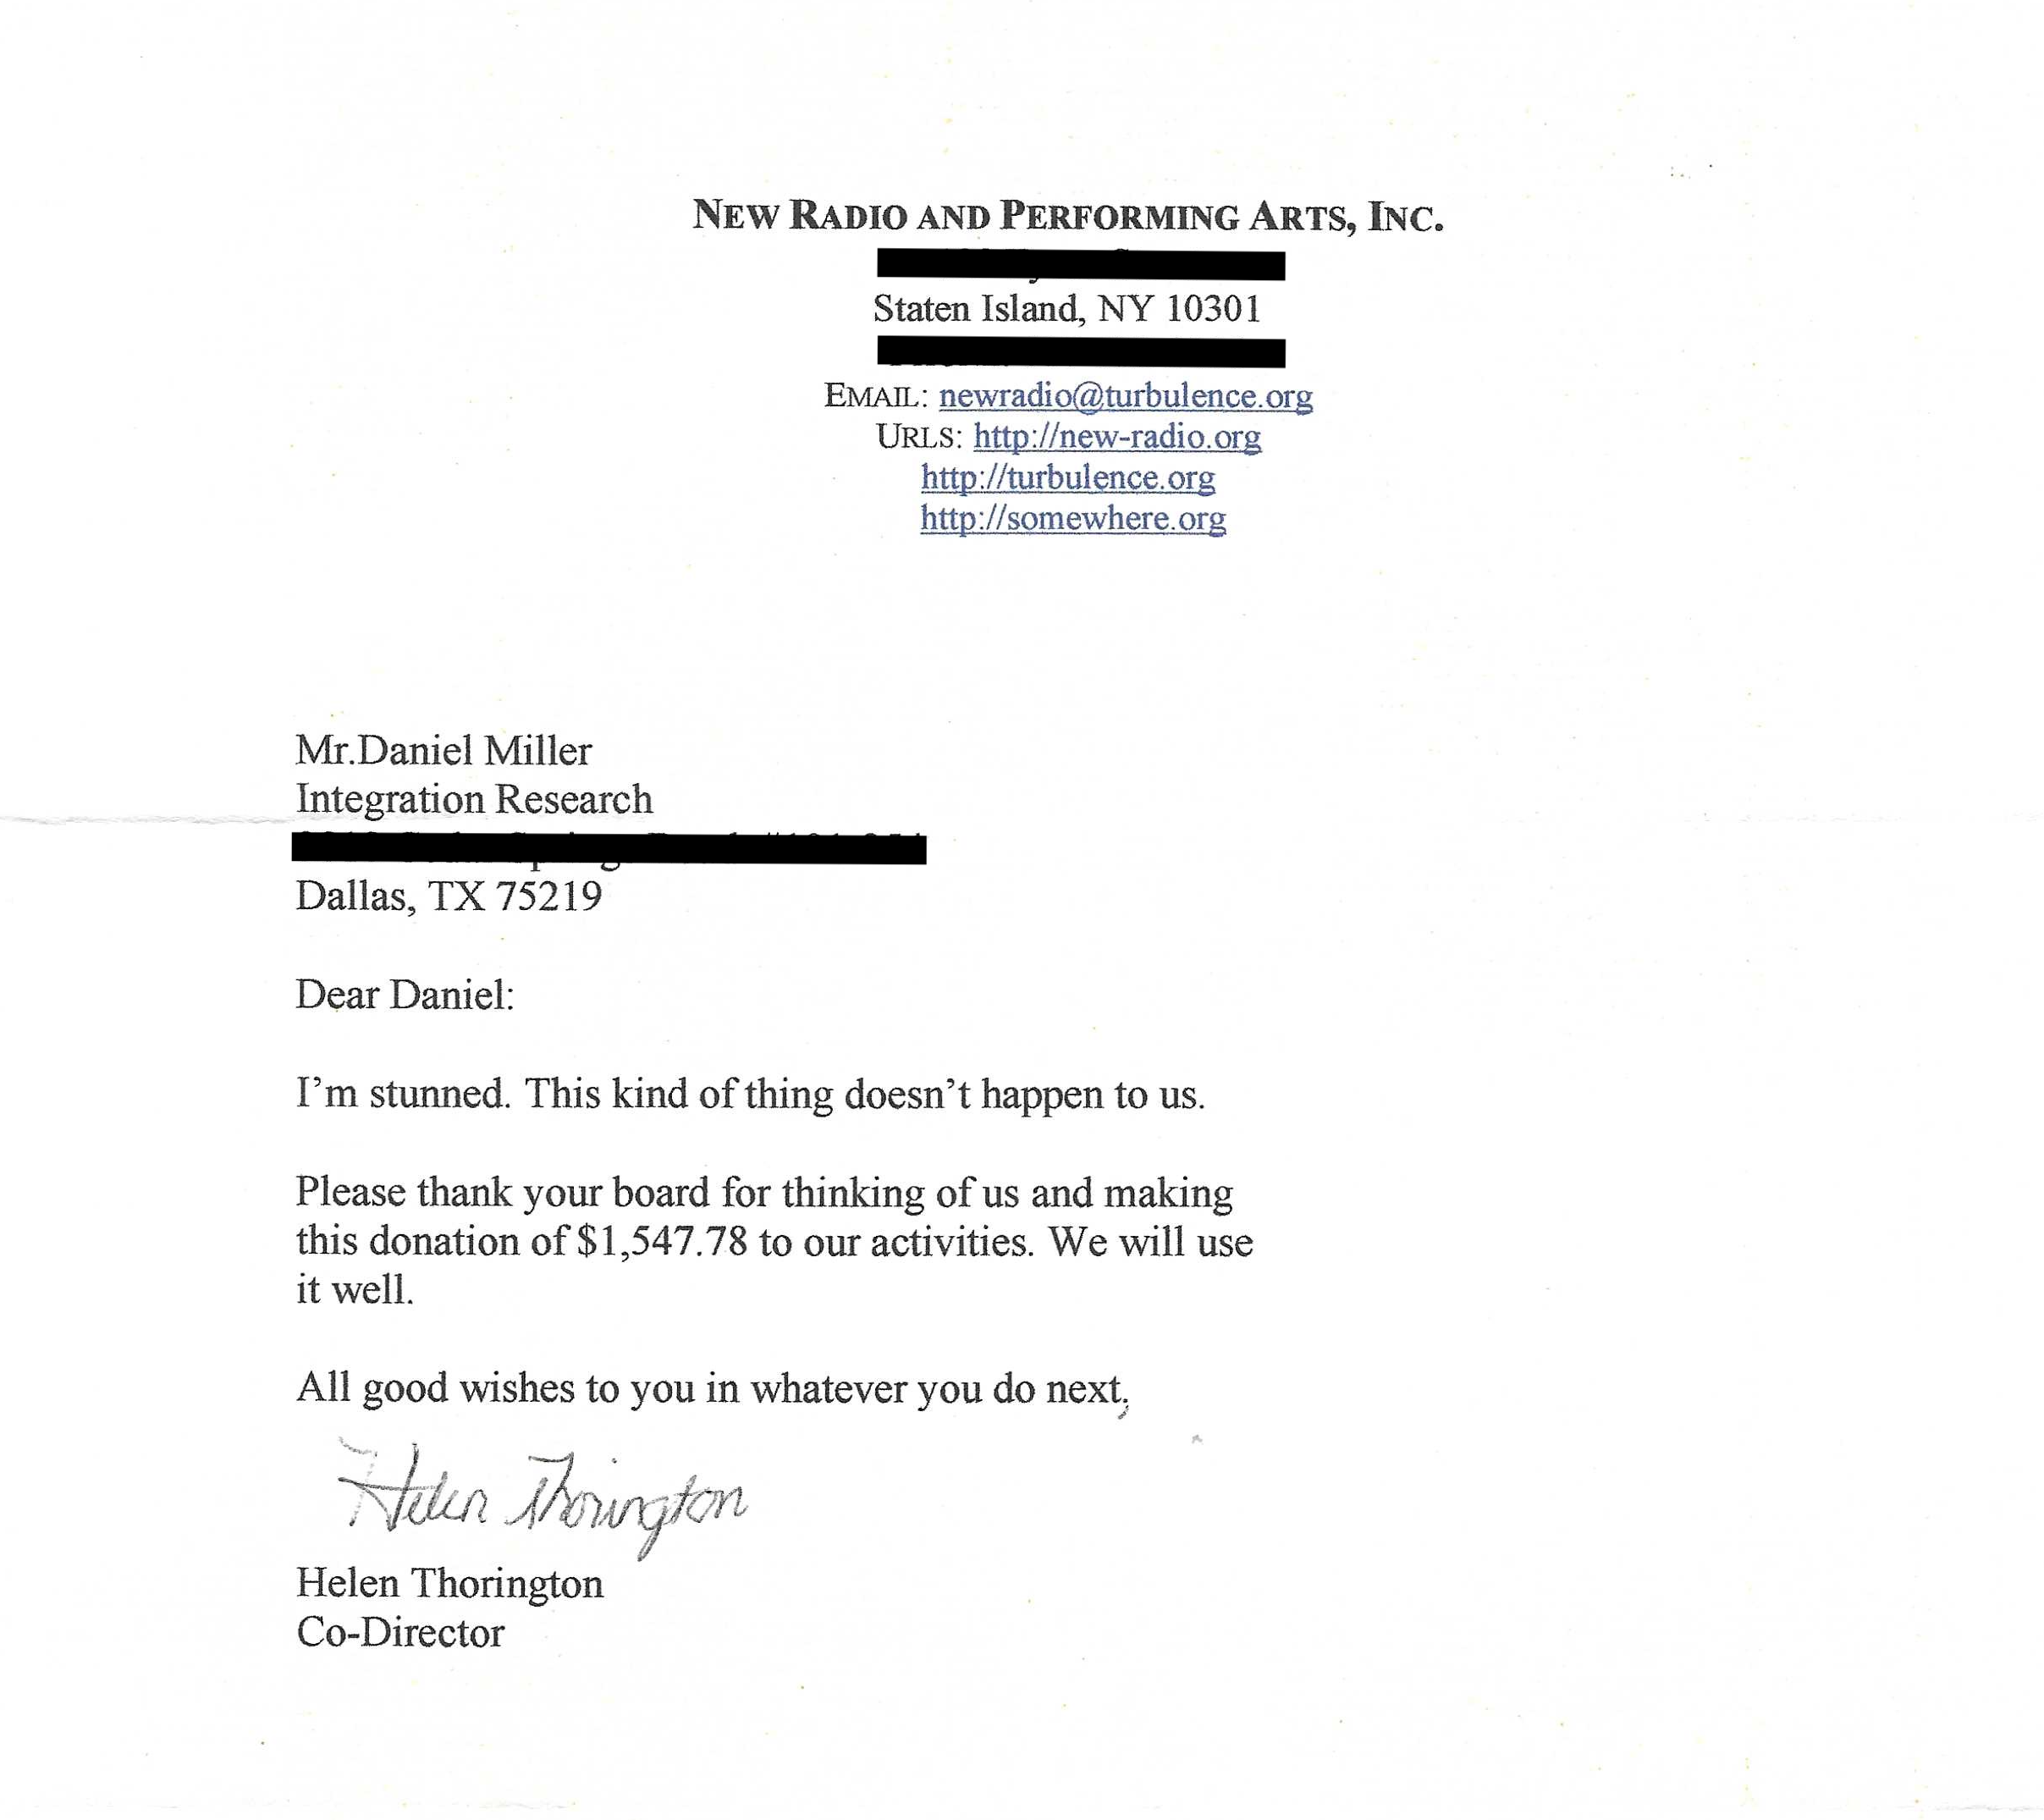 NEW RADIO AND PERFORMING ARTS, INC.
Staten Island, NY 10301
EMAIL: newradio@turbulence.org
URLS: http://new-radio.org
http://turbulence.org
http://somewhere.org
Mr.Daniel Miller
Integration Research
Dallas, TX 75219
Dear Daniel:
I'm stunned. This kind of thing doesn't happen to us.
Please thank your board for thinking of us and making
this donation of $1,547.78 to our activities. We will use
it well.
All good wishes to you in whatever you do next,
Helen Thorington
Helen Thorington
Co-Director